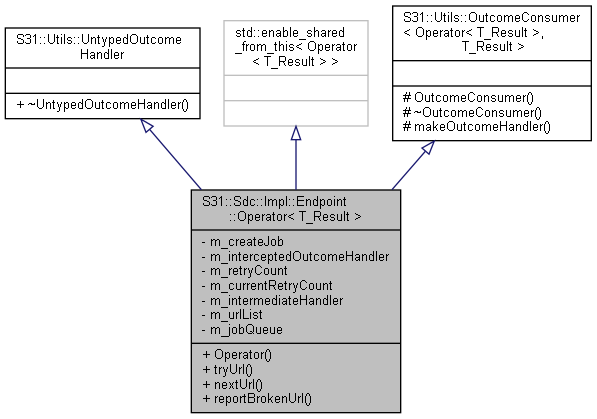 S31::Utils::UntypedOutcome
Handler
+ ~UntypedOutcomeHandler()
std::enable_shared
_from_this< Operator
< T_Result > >
S31::Utils::OutcomeConsumer
< Operator< T_Result >,
T_Result >
# OutcomeConsumer()
# ~OutcomeConsumer()
# makeOutcomeHandler()
S31::Sdc::Impl::Endpoint
::Operator< T_Result >
- m_createJob
- m_interceptedOutcomeHandler
- m_retryCount
- m_currentRetryCount
- m_intermediateHandler
- m_urlList
- m_jobQueue
+ Operator()
+ tryUrl()
+ nextUrl()
+ reportBrokenUrl()